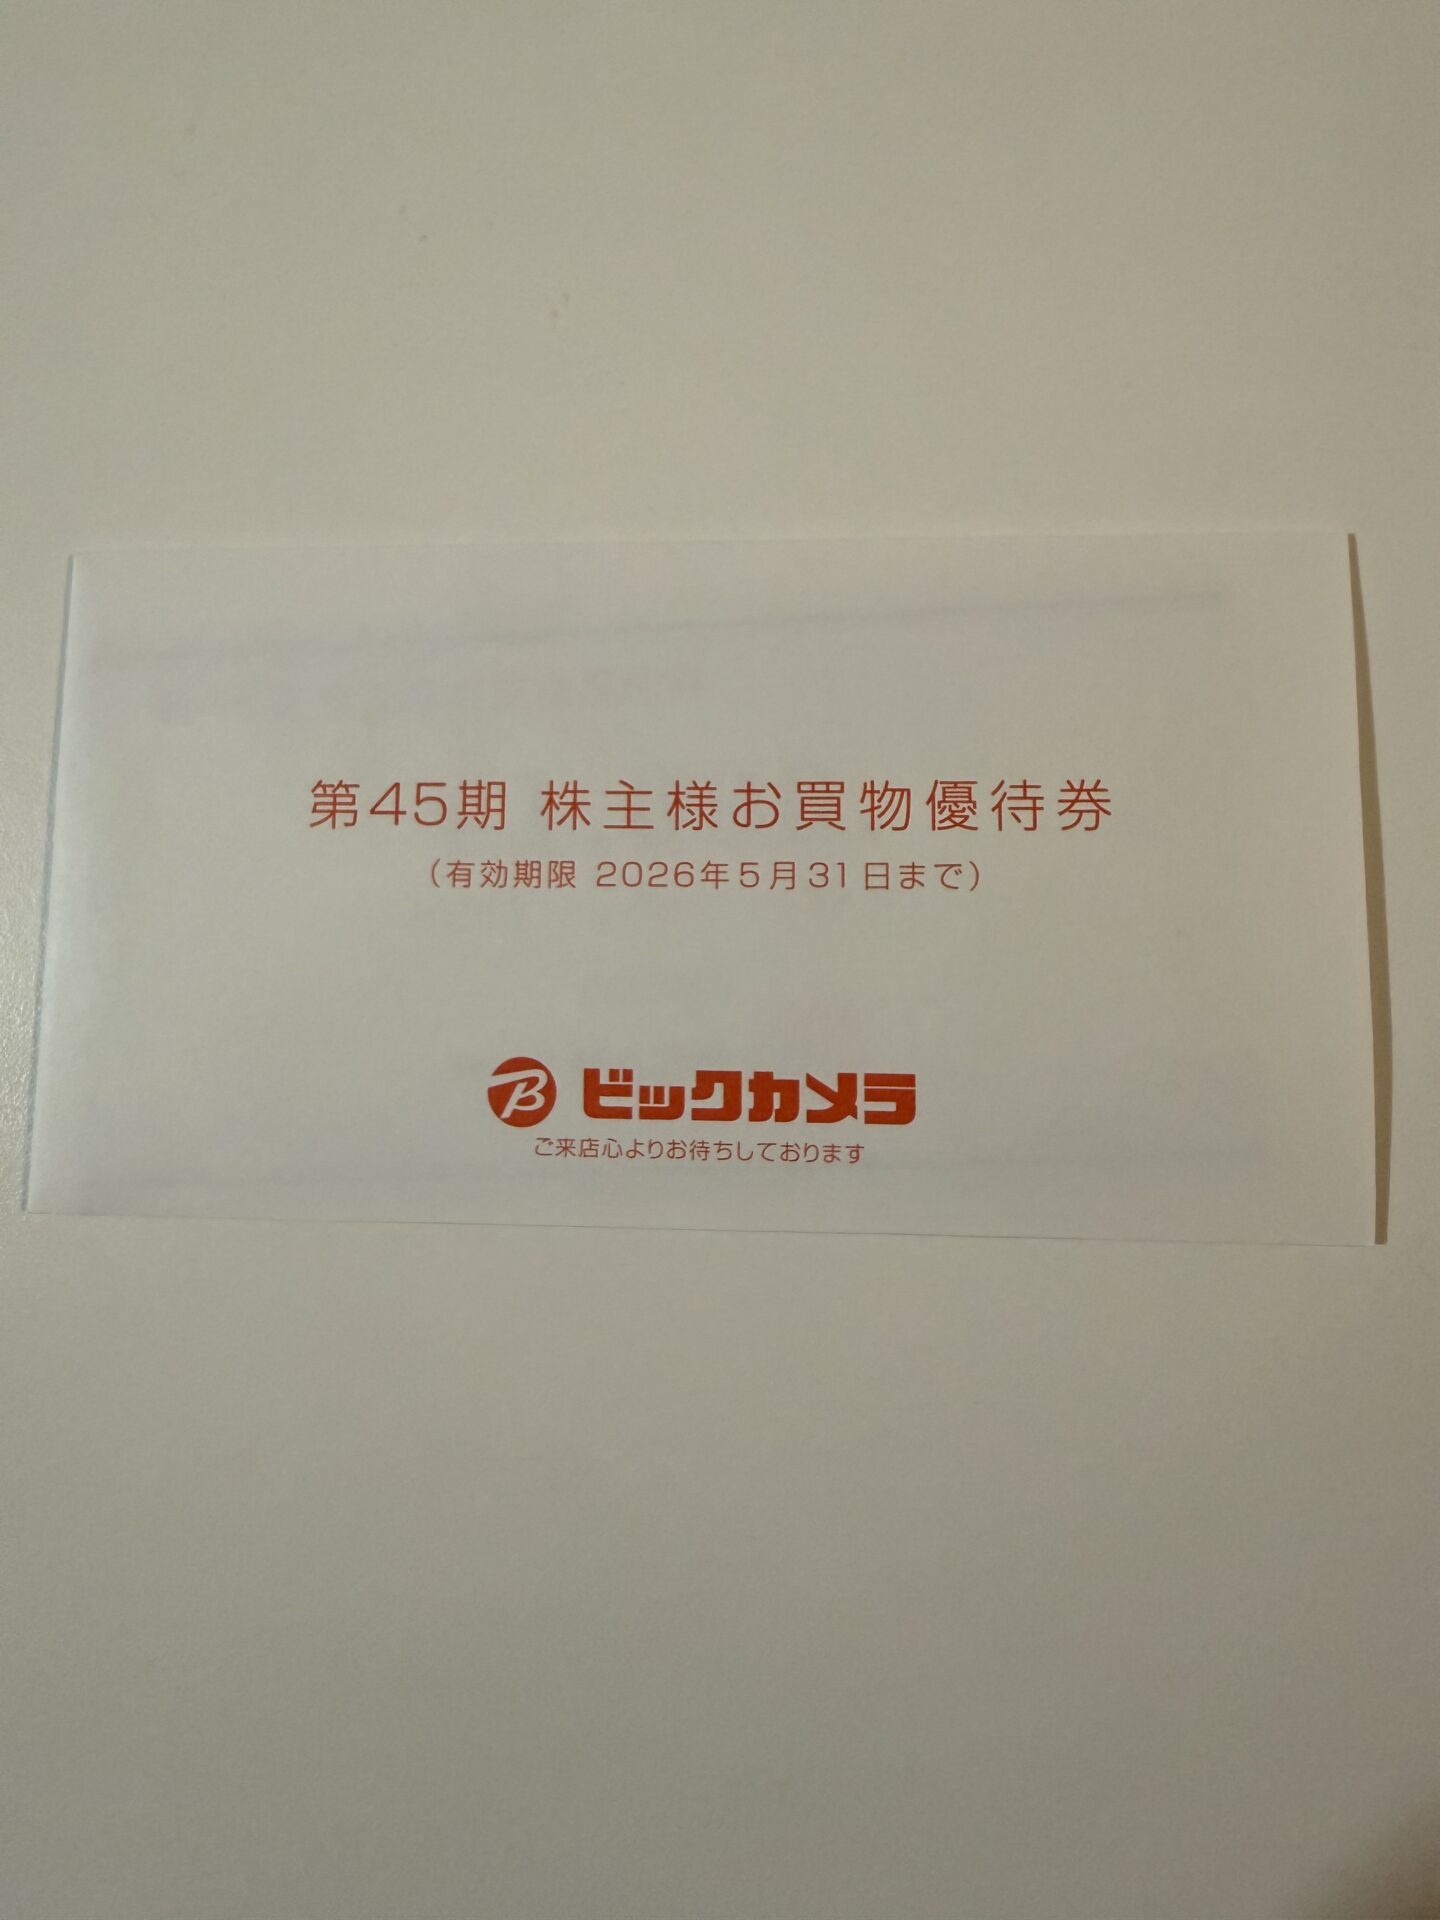 第45期 株主様お買物優待券
（有効期限 2026年5月31日まで）
B ビックカメラ
ご来店心よりお待ちしております